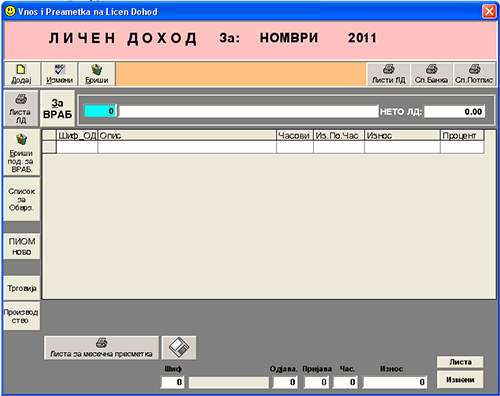 Vnos i Preametka na Licen Dohod
ЛИЧЕН ДОХОД За: НОМВРИ 2011
Додај Измени Бриши Листи ЛД Сп.Банка Сп.Потпис
Листа ЛД
За ВРАБ 0 НЕТО ЛД: 0.00
Бриши под. за ВРАБ.
Шиф_ОД Опис Часови Из.По.Час Износ Процент
Список за Обврз.
ПИОМ ново
Трговија
Производство
Листа за месечна пресметка
Шиф Одјава. Пријава Час. Износ
0 0 0 0 0
Листа
Измени